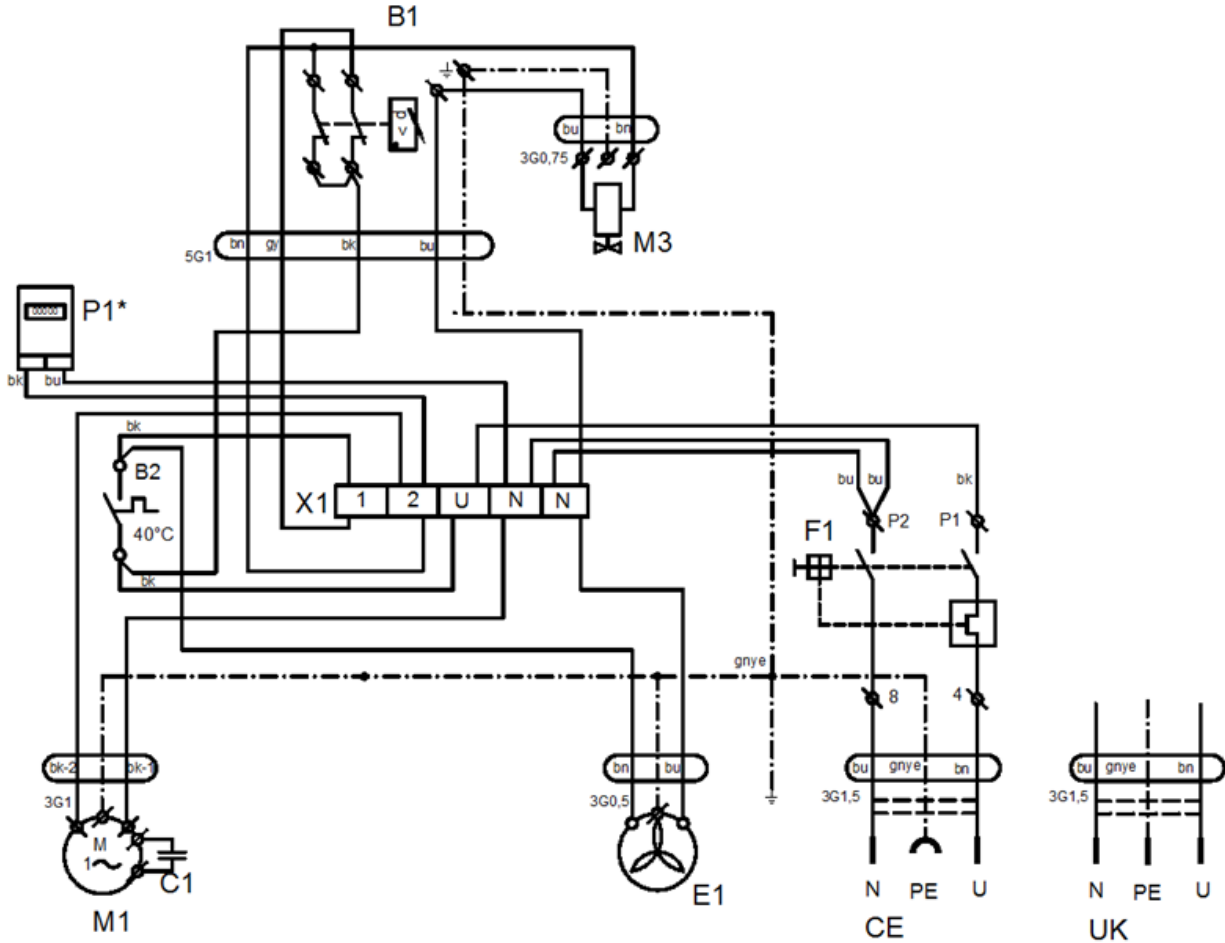 B1
bu
bn
3G0,75
M3
bn
gy
bk
bu
5G1
P1*
00000
bk
bu
bk
B2
40°C
bk
X1
1
2
U
N
N
bu
bu
bk
P2
P1
F1
gnye
8
4
bk-2
bk-1
3G1
M
1
C1
M1
bn
bu
3G0,5
E1
bu
gnye
bn
3G1,5
N
PE
U
CE
bu
gnye
bn
3G1,5
N
PE
U
UK